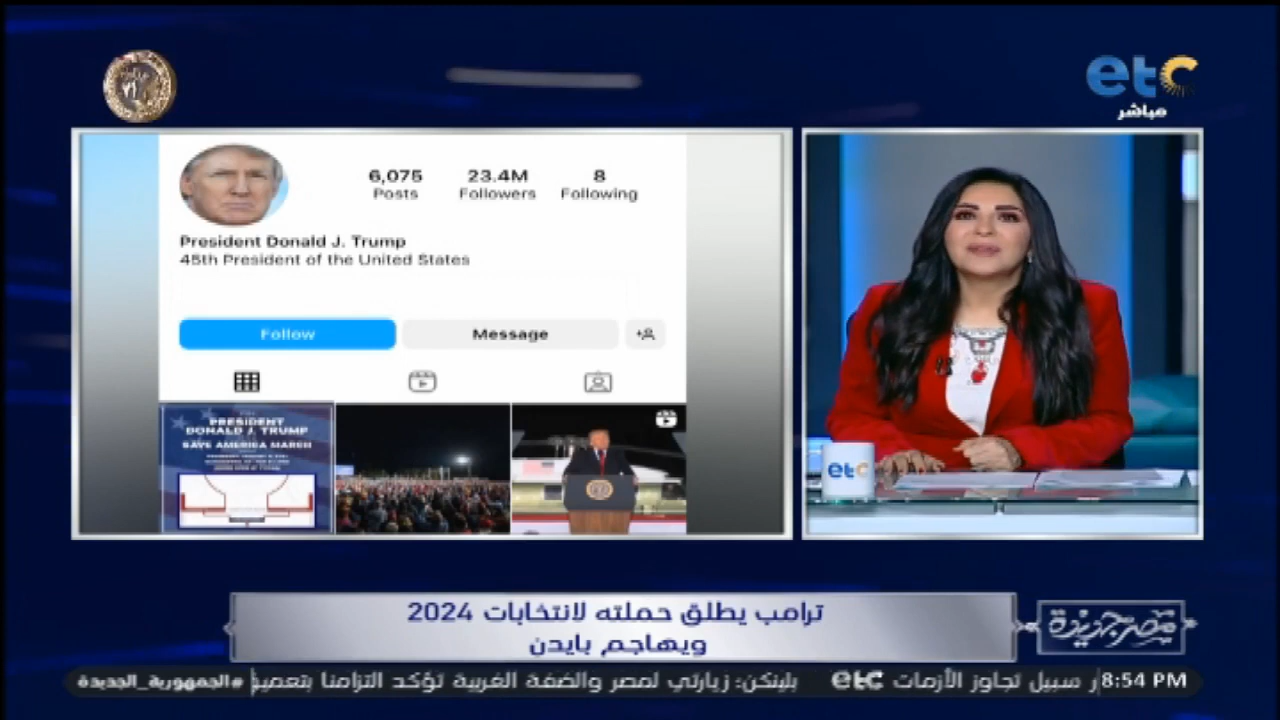 etc
مباشر
6,075
23.4M
8
Posts
Followers
Following
President Donald J. Trump
45th President of the United States
Follow
Message
PRESIDENT
DONALD J. TRUMP
SAVE AMERICA MARCH
etc
ترامب يطلق حملته لانتخابات 2024
ويهاجم بايدن
مصر جديدة
8:54 PM
ر سبيل تجاوز الأزمات etc بلينكن: زيارتي لمصر والضفة الغربية تؤكد التزامنا بتعمير
#الجمهورية_الجديدة